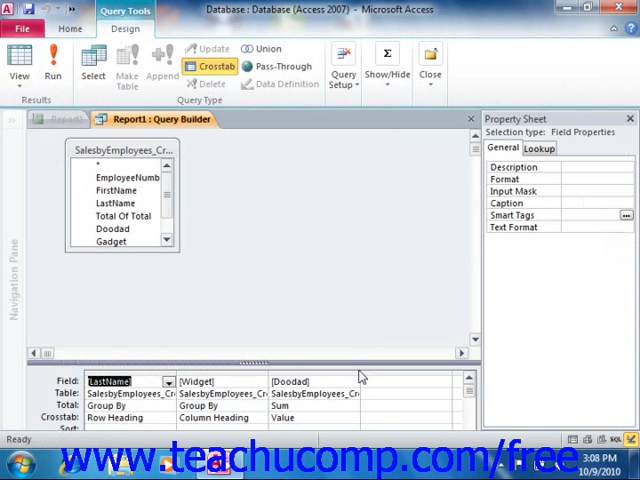 Query Tools
Database : Database (Access 2007) - Microsoft Access
File
Home
Design
View
Run
Select
Make
Table
Append
Update
Crosstab
Delete
Union
Pass-Through
Data Definition
Query
Setup
Show/Hide
Close
Results
Query Type
Report1
Report1 : Query Builder
SalesbyEmployees_Cr...
*
EmployeeNumb
FirstName
LastName
Total Of Total
Doodad
Gadget
Navigation Pane
Property Sheet
Selection type: Field Properties
General
Lookup
Description
Format
Input Mask
Caption
Smart Tags
Text Format
Field: [LastName] [Widget] [Doodad]
Table: SalesbyEmployees_Cr SalesbyEmployees_Cr SalesbyEmployees_Cr
Total: Group By Group By Sum
Crosstab: Row Heading Column Heading Value
Sort:
Ready
SQL
www.teachucomp.com/free
3:08 PM
10/9/2010